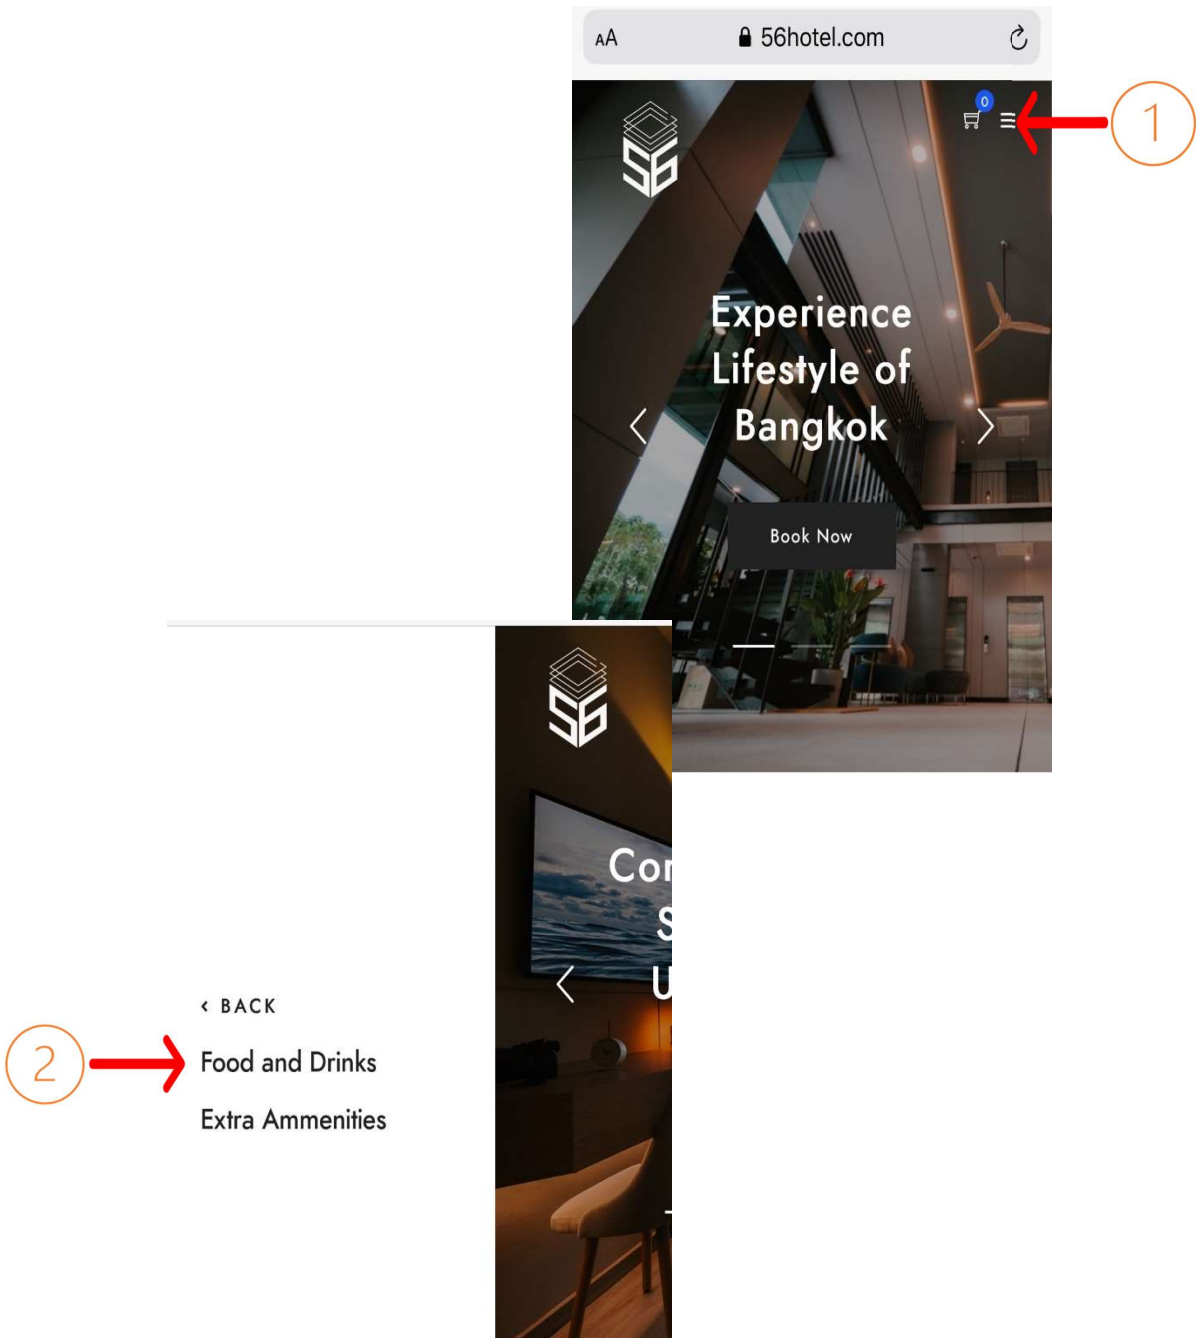 AA 56hotel.com
0
1
56
Experience
Lifestyle of
Bangkok
Book Now
56
Cor
S
U
< BACK
2
Food and Drinks
Extra Ammenities